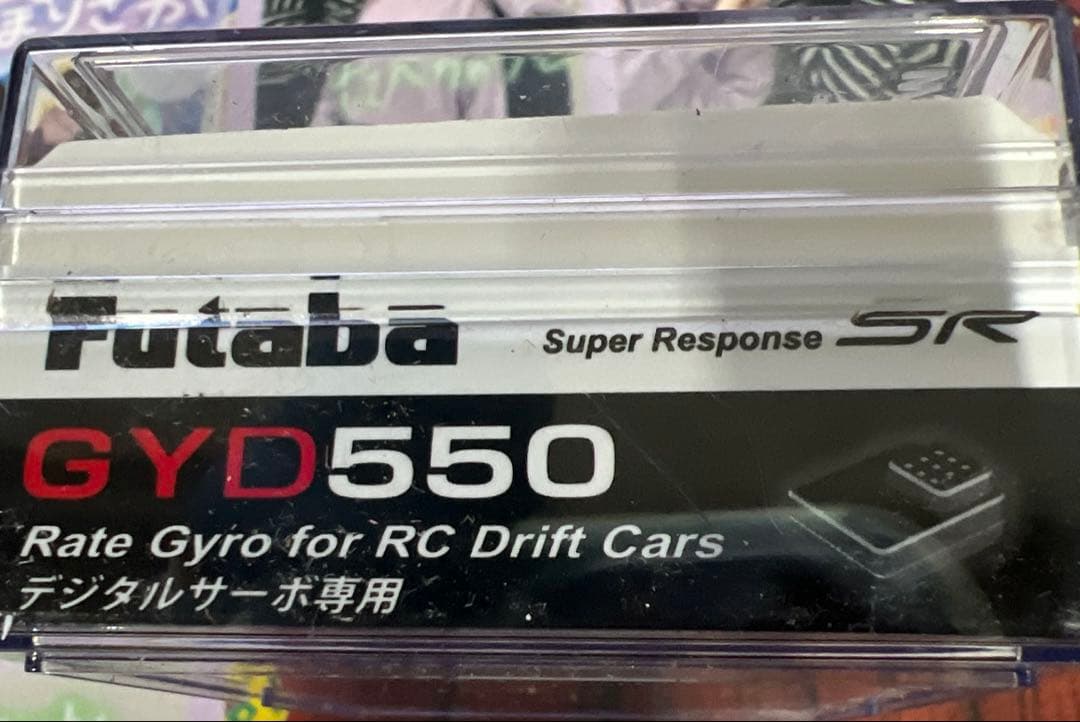 Futaba
Super Response SR
GYD550
Rate Gyro for RC Drift Cars
デジタルサーボ専用